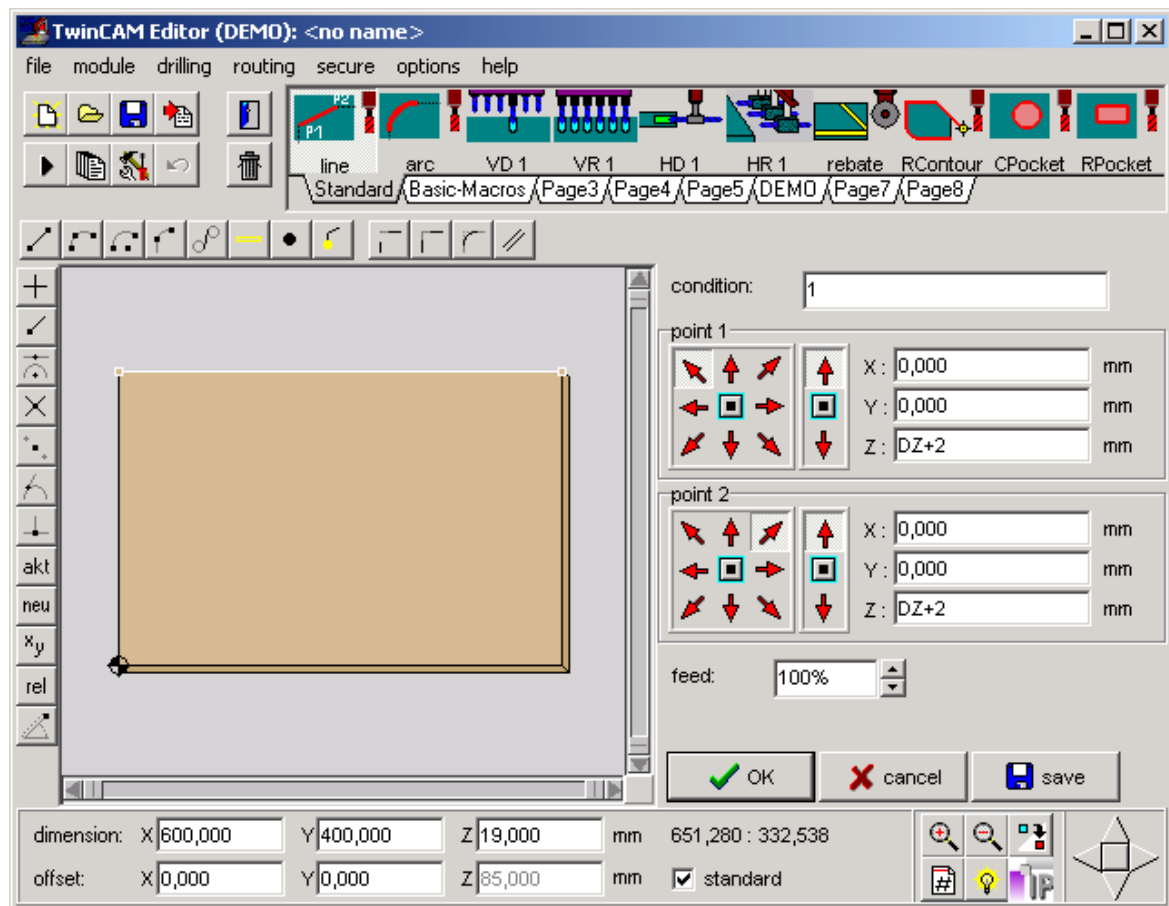 TwinCAM Editor (DEMO): <no name>
file module drilling routing secure options help
P2
P1
line arc VD 1 VR 1 HD 1 HR 1 rebate RContour CPocket RPocket
Standard Basic-Macros Page3 Page4 Page5 DEMO Page7 Page8
condition: 1
point 1
X : 0,000 mm
Y : 0,000 mm
Z : DZ+2 mm
point 2
X : 0,000 mm
Y : 0,000 mm
Z : DZ+2 mm
akt
neu
xy
rel
feed: 100%
OK cancel save
dimension: X 600,000 Y 400,000 Z 19,000 mm 651,280 : 332,538
offset: X 0,000 Y 0,000 Z 85,000 mm standard
#
IP